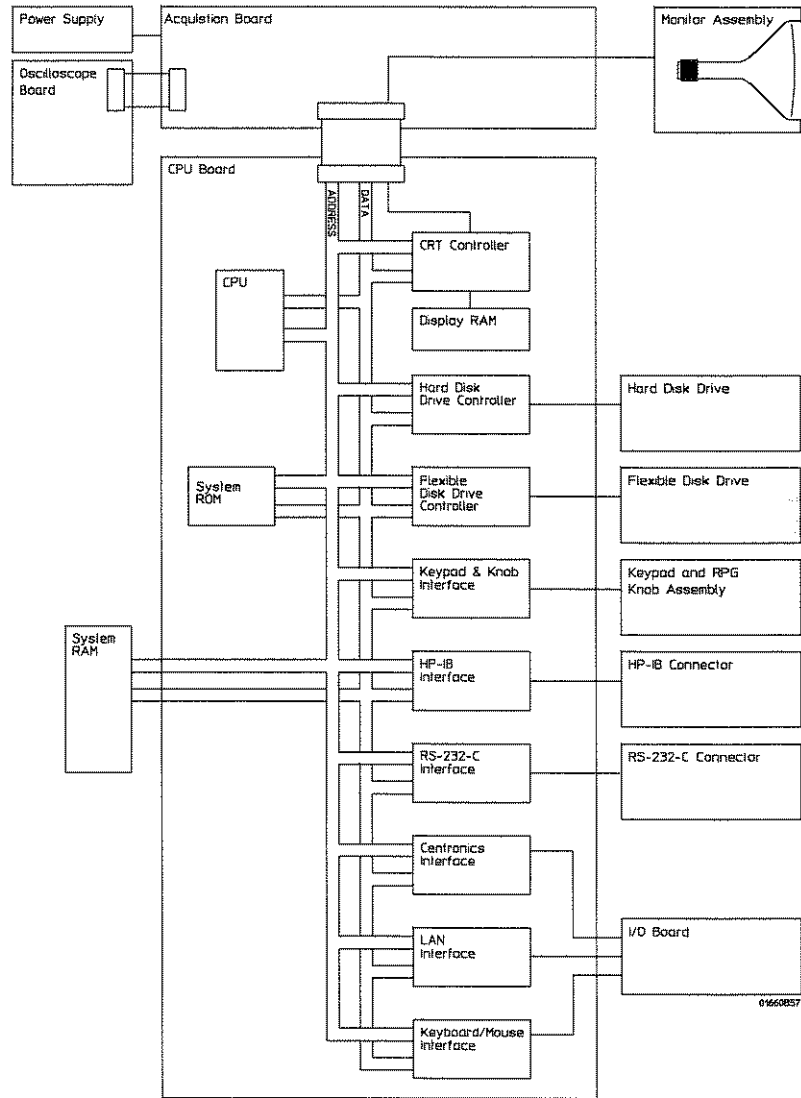 Power Supply
Acquistion Board
Monitor Assembly
Oscilloscope
Board
CPU Board
ADDRESS
DATA
CRT Controller
CPU
Display RAM
Hard Disk
Drive Controller
Hard Disk Drive
System
ROM
Flexible
Disk Drive
Controller
Flexible Disk Drive
Keypad & Knob
Interface
Keypad and RPG
Knob Assembly
System
RAM
HP-IB
Interface
HP-IB Connector
RS-232-C
Interface
RS-232-C Connector
Centronics
Interface
LAN
Interface
I/O Board
01660B57
Keyboard/Mouse
Interface